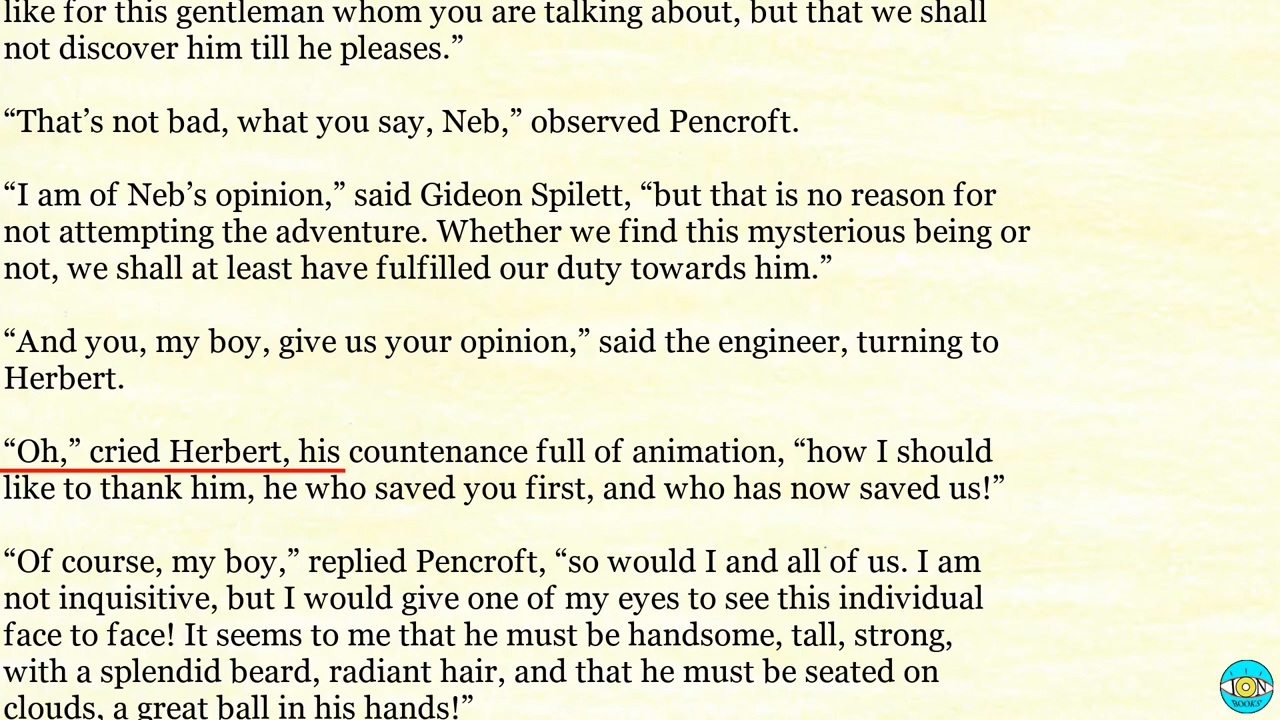 like for this gentleman whom you are talking about, but that we shall
not discover him till he pleases.”
“That’s not bad, what you say, Neb,” observed Pencroft.
“I am of Neb’s opinion,” said Gideon Spilett, “but that is no reason for
not attempting the adventure. Whether we find this mysterious being or
not, we shall at least have fulfilled our duty towards him.”
“And you, my boy, give us your opinion,” said the engineer, turning to
Herbert.
“Oh,” cried Herbert, his countenance full of animation, “how I should
like to thank him, he who saved you first, and who has now saved us!”
“Of course, my boy,” replied Pencroft, “so would I and all of us. I am
not inquisitive, but I would give one of my eyes to see this individual
face to face! It seems to me that he must be handsome, tall, strong,
with a splendid beard, radiant hair, and that he must be seated on
clouds, a great ball in his hands!”
ION
BOOKS